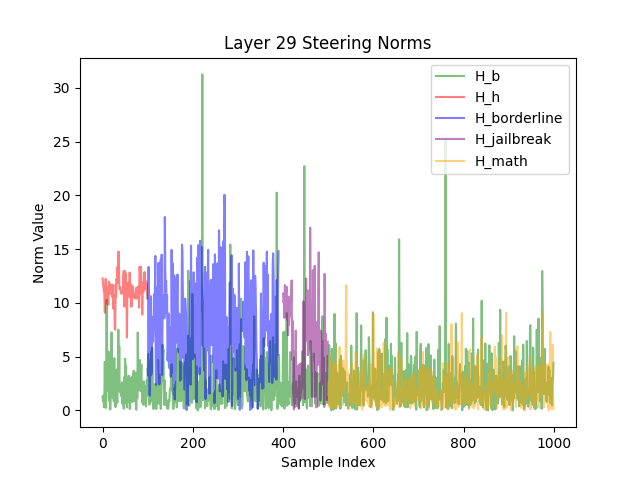 Layer 29 Steering Norms
Norm Value
30
25
20
15
10
5
0
H_b
H_h
H_borderline
H_jailbreak
H_math
0 200 400 600 800 1000
Sample Index